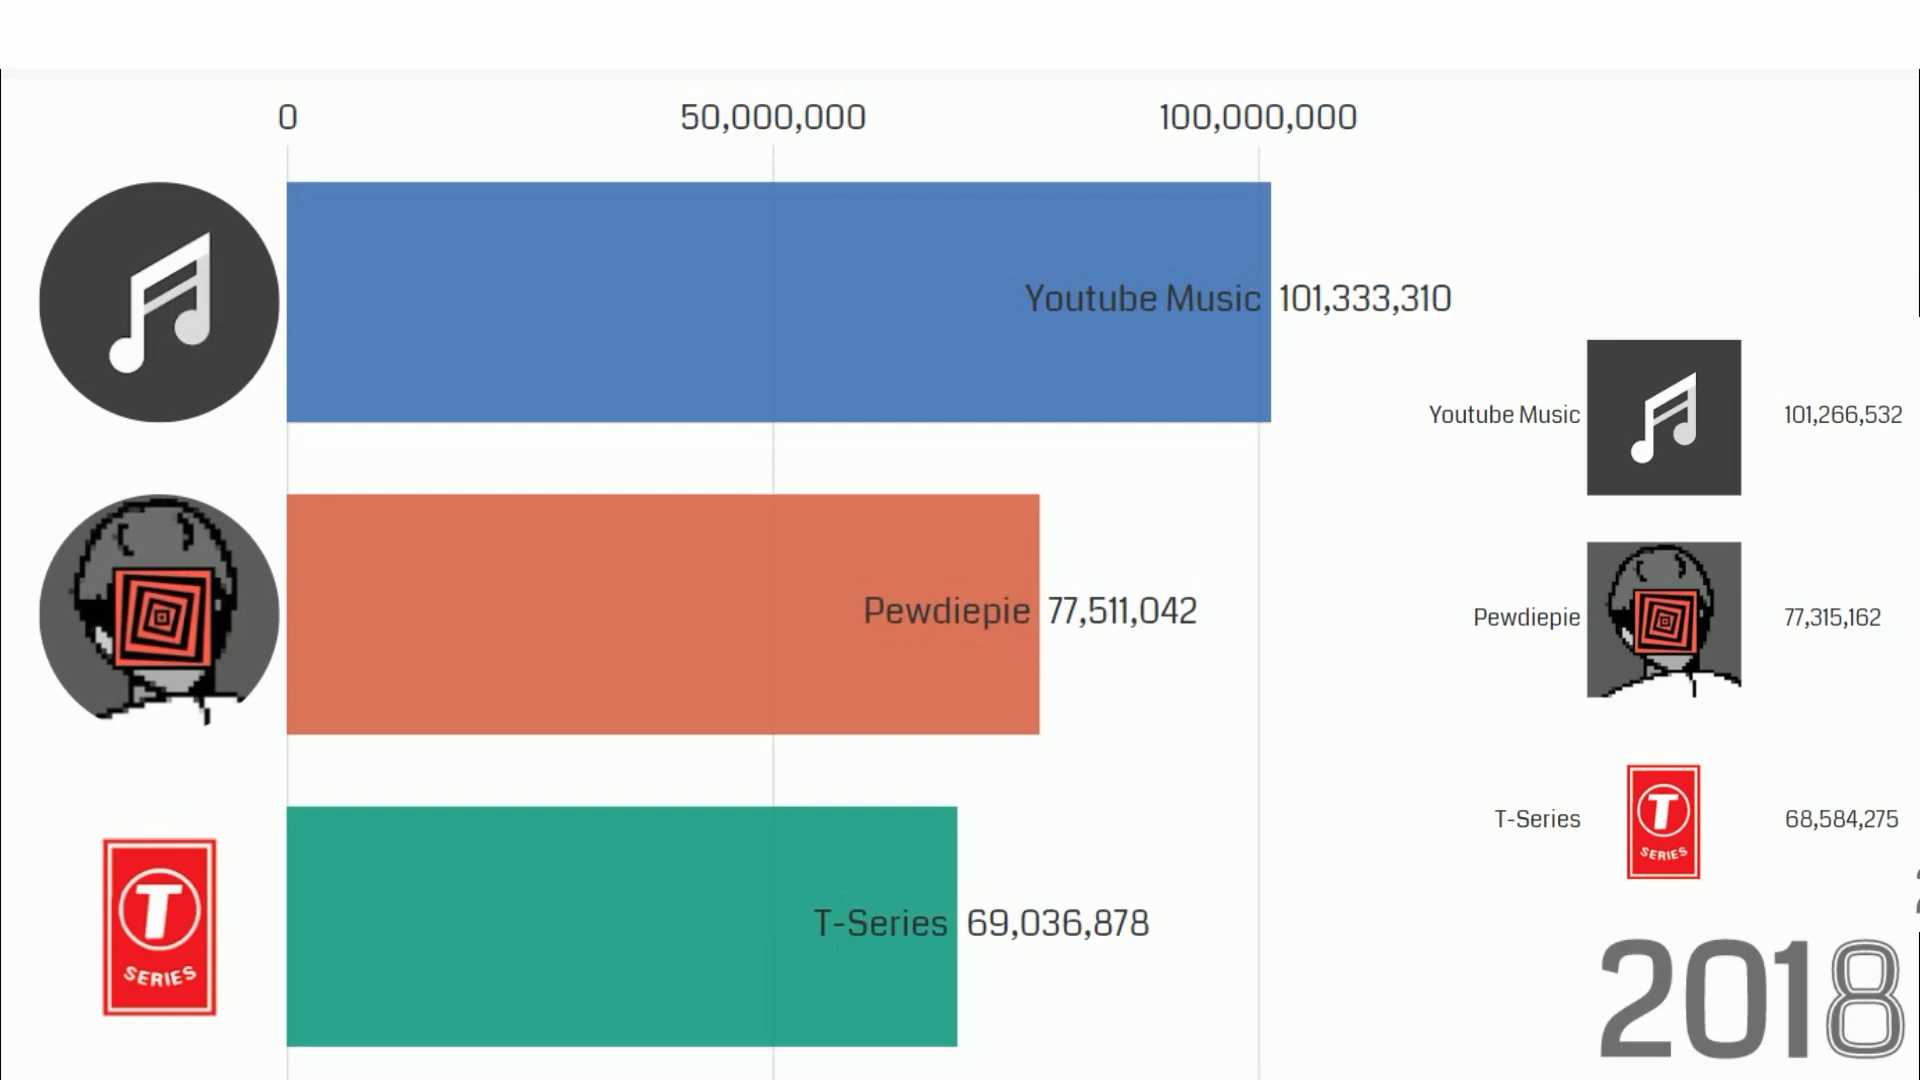 0 50,000,000 100,000,000
Youtube Music 101,333,310
Youtube Music 101,266,532
Pewdiepie 77,511,042
Pewdiepie 77,315,162
T-Series 69,036,878
T SERIES
T-Series 68,584,275
T SERIES
2018